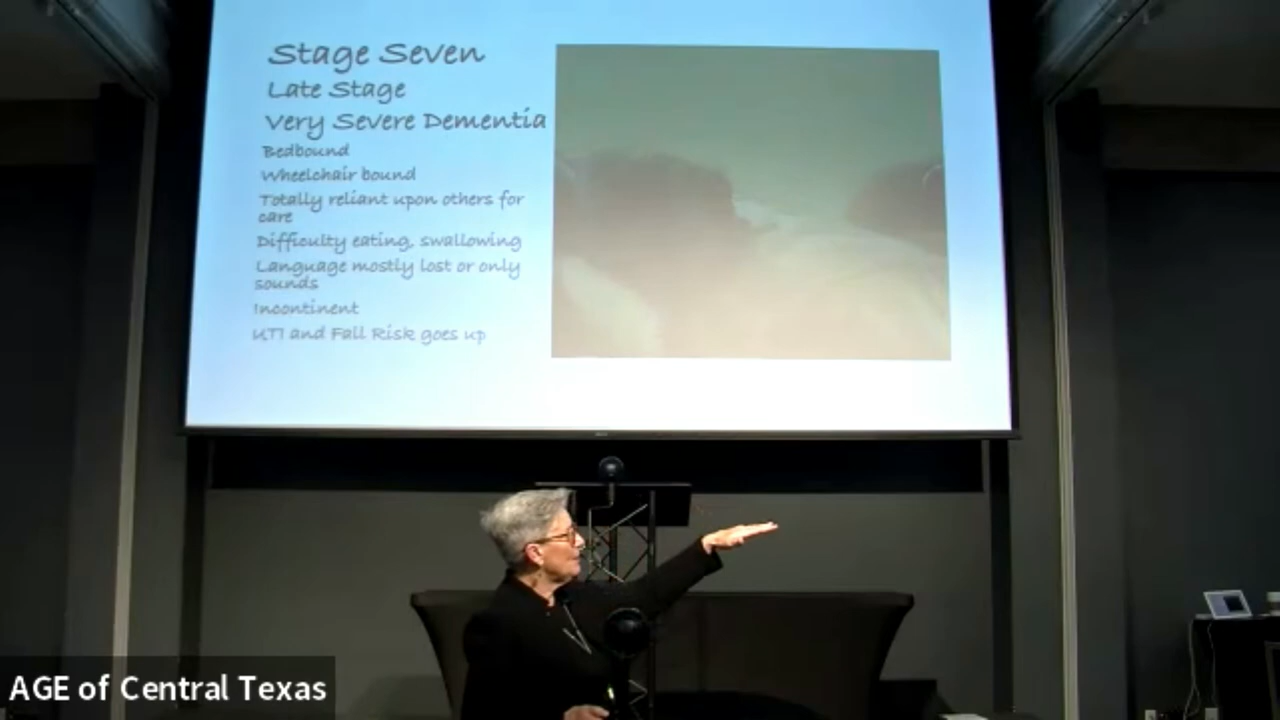 Stage Seven
Late Stage
Very Severe Dementia
Bedbound
Wheelchair bound
Totally reliant upon others for
care
Difficulty eating, swallowing
Language mostly lost or only
sounds
Incontinent
UTI and Fall Risk goes up
AGE of Central Texas